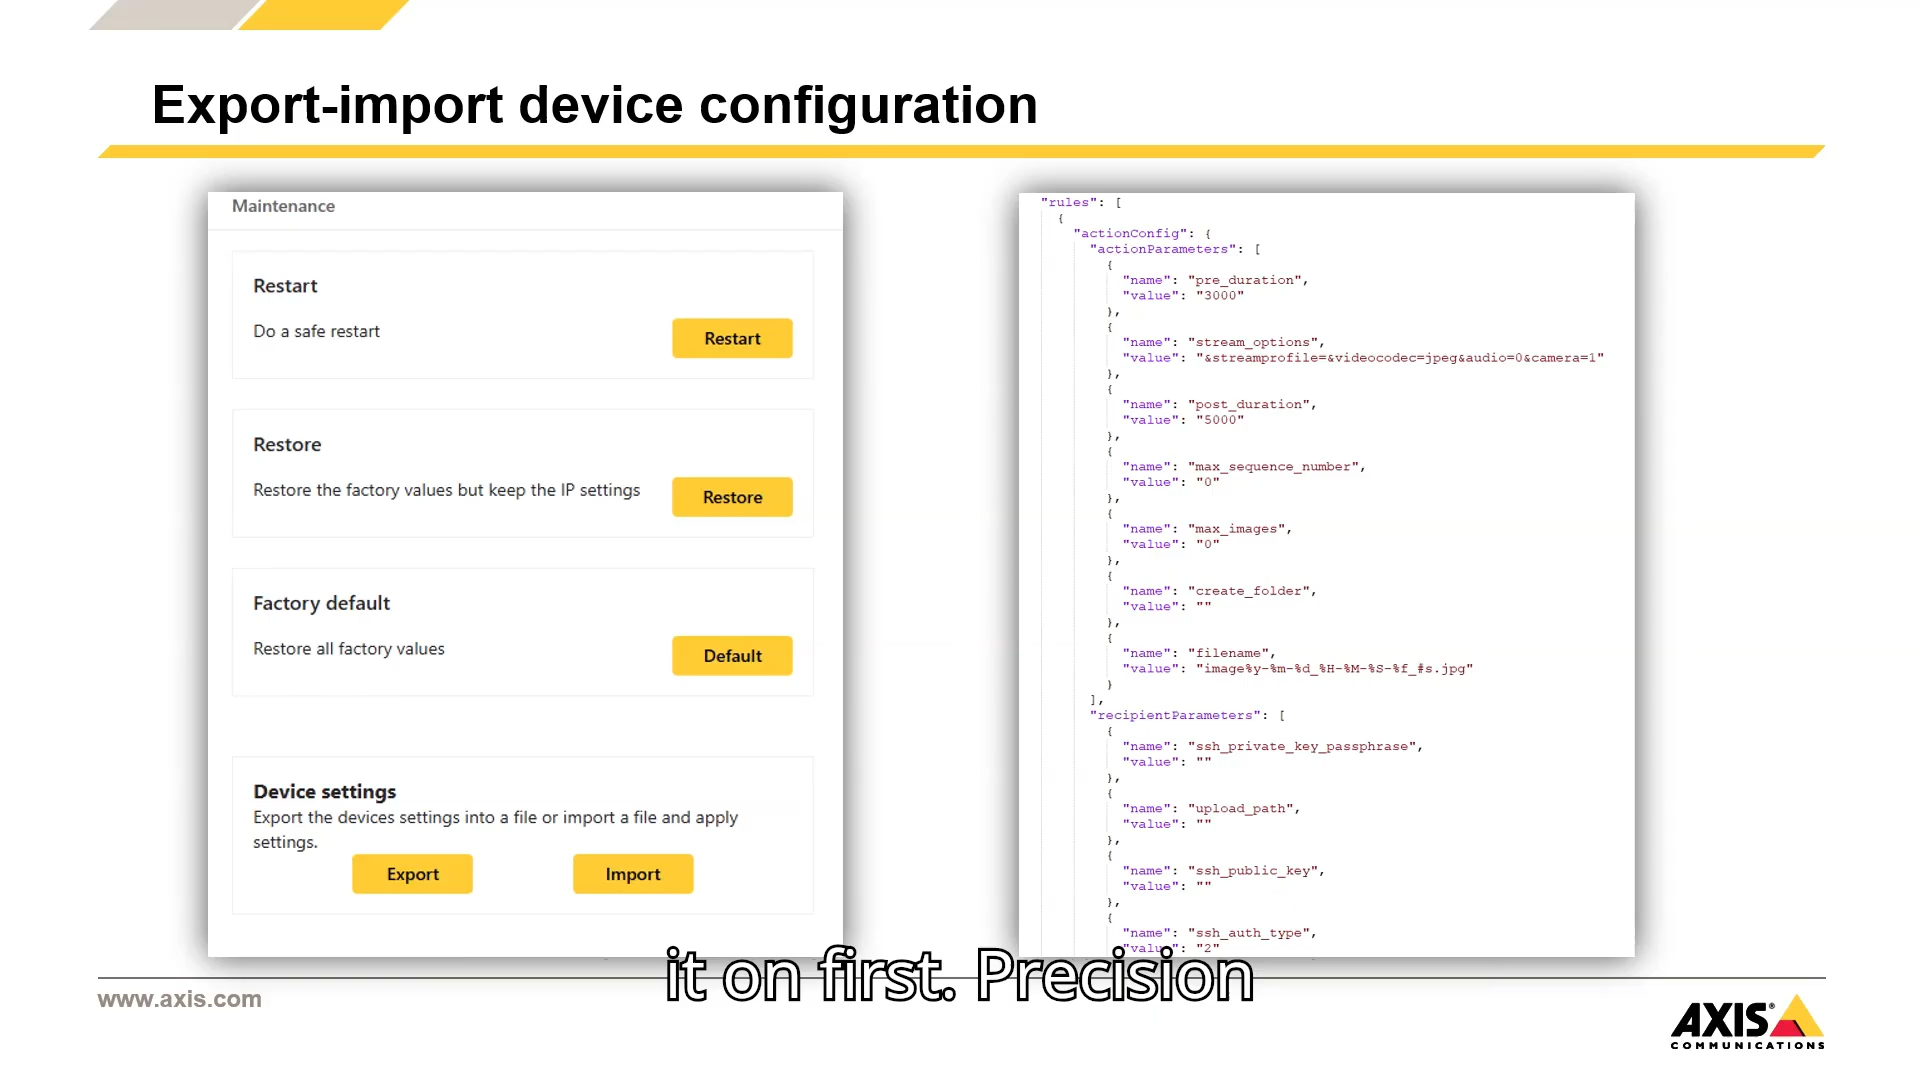 Export-import device configuration
Maintenance
Restart
Do a safe restart
Restart
Restore
Restore the factory values but keep the IP settings
Restore
Factory default
Restore all factory values
Default
Device settings
Export the devices settings into a file or import a file and apply
settings.
Export
Import
"rules": [
{
"actionConfig": {
"actionParameters": [
{
"name": "pre_duration",
"value": "3000"
},
{
"name": "stream_options",
"value": "&streamprofile=&videocodec=jpeg&audio=0&camera=1"
},
{
"name": "post_duration",
"value": "5000"
},
{
"name": "max_sequence_number",
"value": "0"
},
{
"name": "max_images",
"value": "0"
},
{
"name": "create_folder",
"value": ""
},
{
"name": "filename",
"value": "image%y-%m-%d_%H-%M-%S-%f_#s.jpg"
}
],
"recipientParameters": [
{
"name": "ssh_private_key_passphrase",
"value": ""
},
{
"name": "upload_path",
"value": ""
},
{
"name": "ssh_public_key",
"value": ""
},
{
"name": "ssh_auth_type",
"value": "2"
it on first. Precision
www.axis.com
AXIS®
COMMUNICATIONS